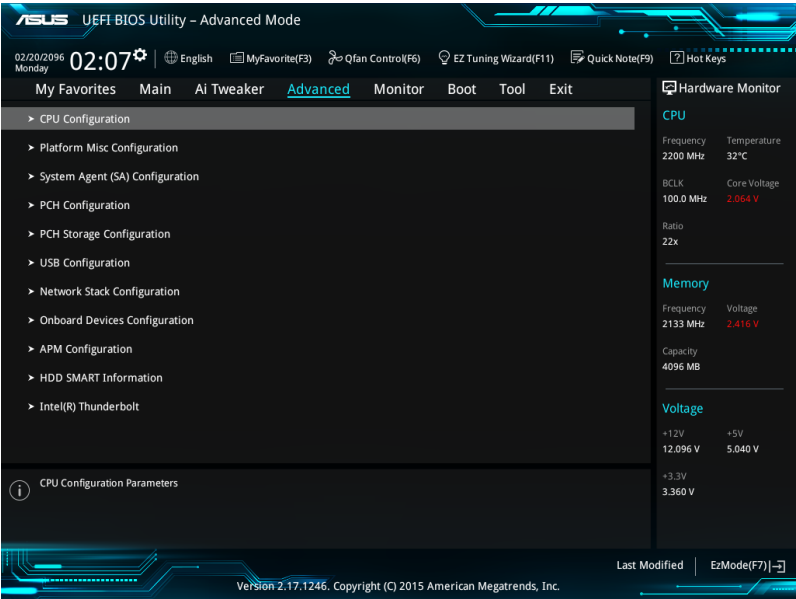 ASUS UEFI BIOS Utility – Advanced Mode
02/20/2096
Monday
02:07
English MyFavorite(F3) Qfan Control(F6) EZ Tuning Wizard(F11) Quick Note(F9) ? Hot Keys
My Favorites Main Ai Tweaker Advanced Monitor Boot Tool Exit
> CPU Configuration
> Platform Misc Configuration
> System Agent (SA) Configuration
> PCH Configuration
> PCH Storage Configuration
> USB Configuration
> Network Stack Configuration
> Onboard Devices Configuration
> APM Configuration
> HDD SMART Information
> Intel(R) Thunderbolt
i CPU Configuration Parameters
Hardware Monitor
CPU
Frequency Temperature
2200 MHz 32°C
BCLK Core Voltage
100.0 MHz 2.064 V
Ratio
22x
Memory
Frequency Voltage
2133 MHz 2.416 V
Capacity
4096 MB
Voltage
+12V +5V
12.096 V 5.040 V
+3.3V
3.360 V
Last Modified EzMode(F7)
Version 2.17.1246. Copyright (C) 2015 American Megatrends, Inc.